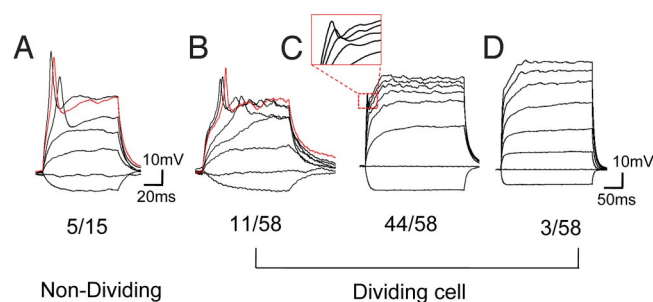 A B C D
10mV
20ms
10mV
50ms
5/15 11/58 44/58 3/58
Non-Dividing Dividing cell